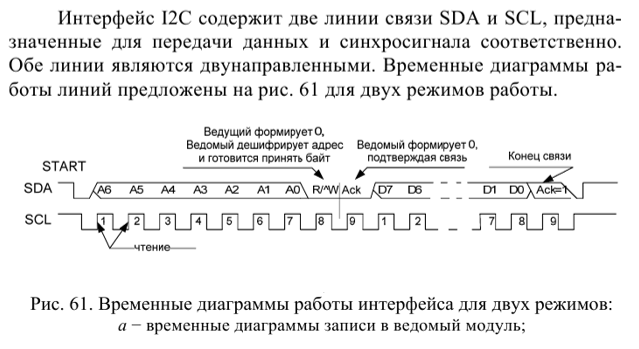 Интерфейс I2C содержит две линии связи SDA и SCL, предна-
значенные для передачи данных и синхросигнала соответственно.
Обе линии являются двунаправленными. Временные диаграммы ра-
боты линий предложены на рис. 61 для двух режимов работы.
Ведущий формирует 0,
Ведомый дешифрирует адрес
и готовится принять байт
Ведомый формирует 0,
подтверждая связь
Конец связи
START
SDA A6 A5 A4 A3 A2 A1 A0 R/^W Ack D7 D6 D1 D0 Ack=1
SCL 1 2 3 4 5 6 7 8 9 1 2 7 8 9
чтение
Рис. 61. Временные диаграммы работы интерфейса для двух режимов:
а − временные диаграммы записи в ведомый модуль;